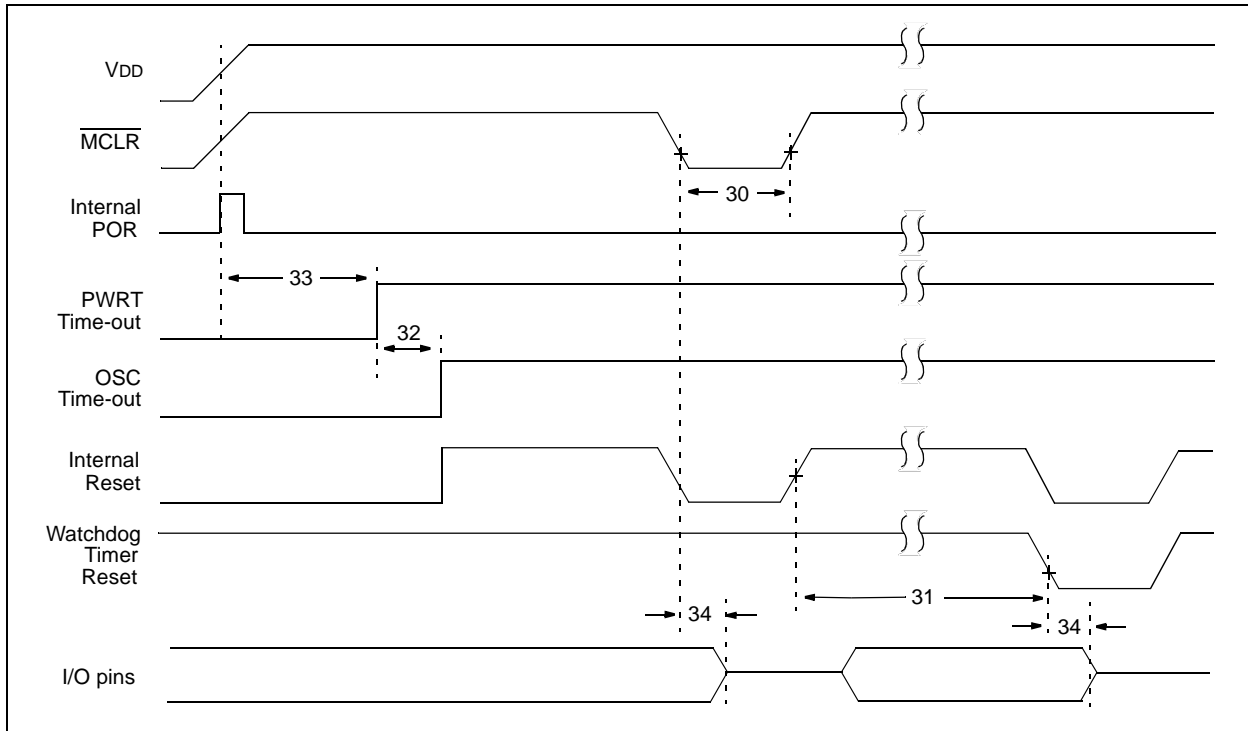 VDD
MCLR
30
Internal
POR
33
PWRT
Time-out
32
OSC
Time-out
Internal
Reset
Watchdog
Timer
Reset
31
34
34
I/O pins